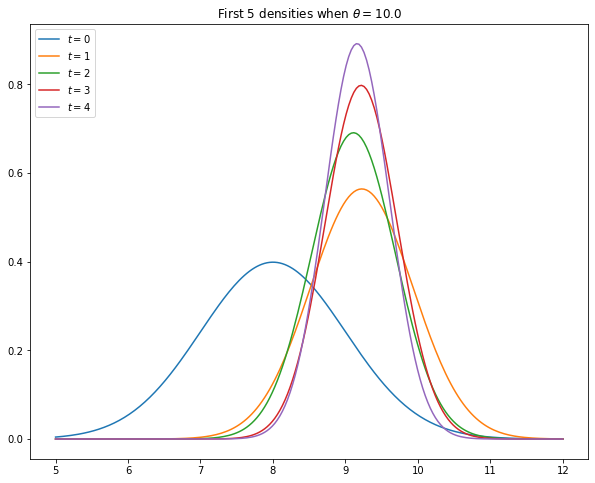 First 5 densities when θ = 10.0
t = 0
t = 1
t = 2
t = 3
t = 4
0.8
0.6
0.4
0.2
0.0
5 6 7 8 9 10 11 12